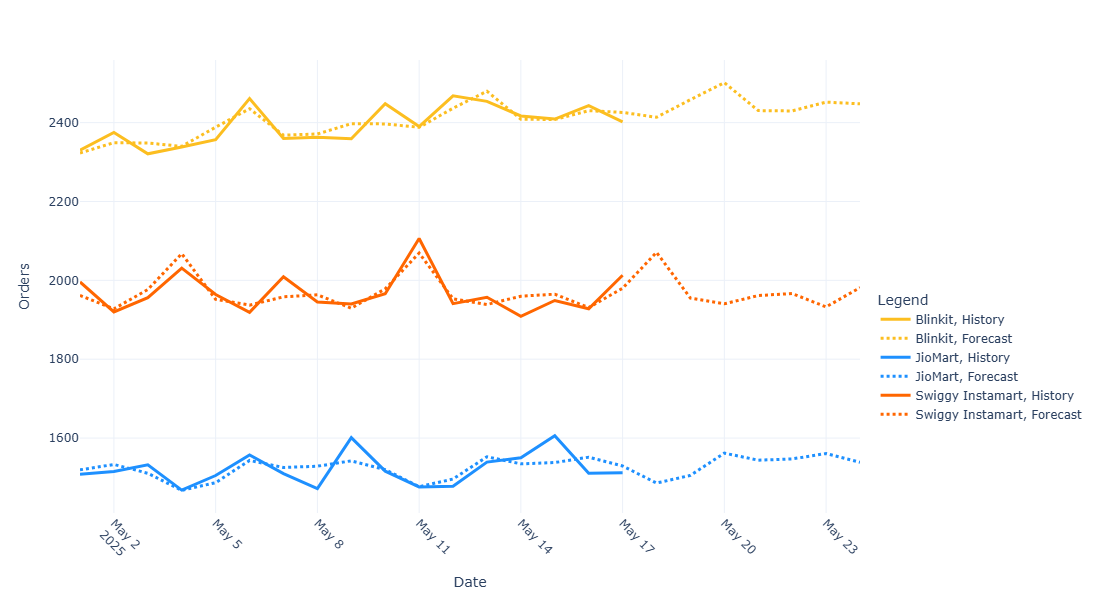 2400
2200
2000
1800
1600
Orders
May 2
2025
May 5
May 8
May 11
May 14
May 17
May 20
May 23
Date
Legend
Blinkit, History
Blinkit, Forecast
JioMart, History
JioMart, Forecast
Swiggy Instamart, History
Swiggy Instamart, Forecast